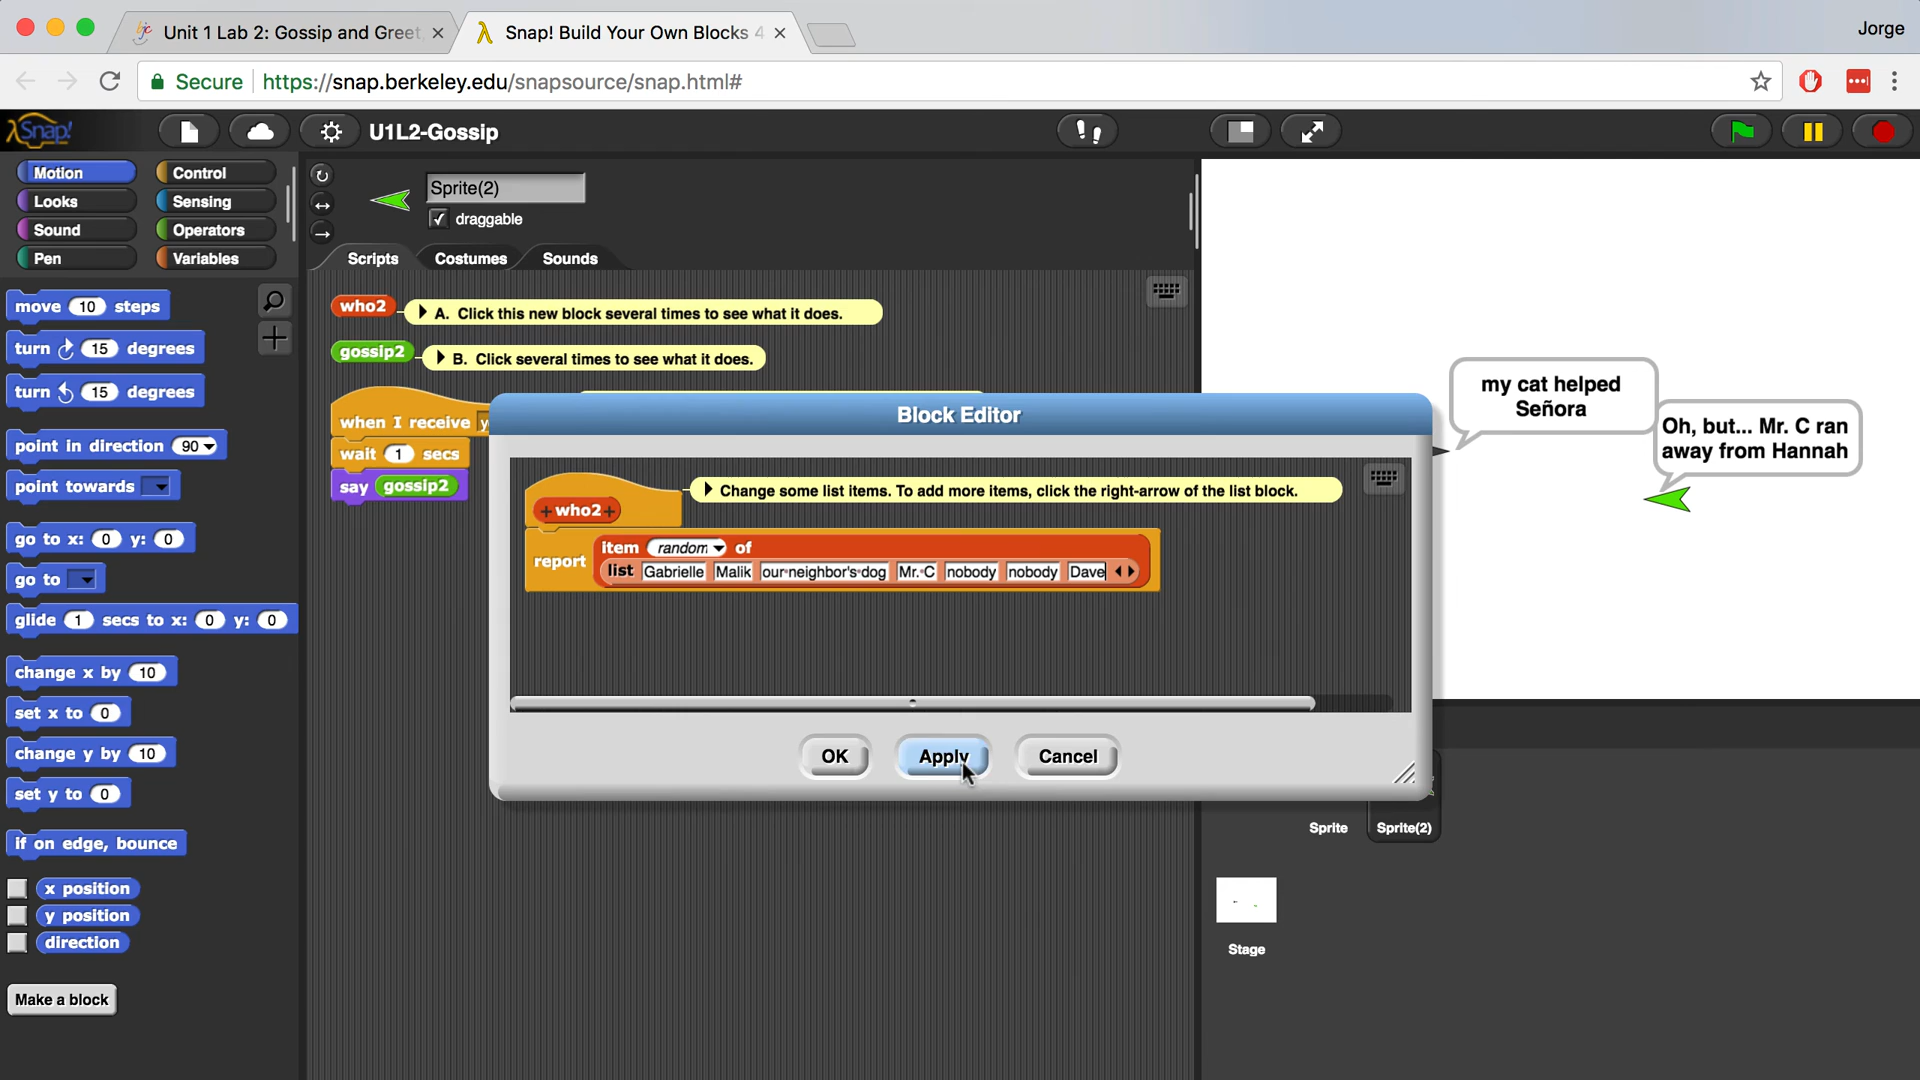 Unit 1 Lab 2: Gossip and Greet
Snap! Build Your Own Blocks 4
Jorge
Secure https://snap.berkeley.edu/snapsource/snap.html#
Snap!
U1L2-Gossip
Motion
Control
Looks
Sensing
Sound
Operators
Pen
Variables
move 10 steps
turn 15 degrees
turn 15 degrees
point in direction 90
point towards
go to x: 0 y: 0
go to
glide 1 secs to x: 0 y: 0
change x by 10
set x to 0
change y by 10
set y to 0
if on edge, bounce
x position
y position
direction
Make a block
Sprite(2)
draggable
Scripts Costumes Sounds
who2 A. Click this new block several times to see what it does.
gossip2 B. Click several times to see what it does.
when I receive y
wait 1 secs
say gossip2
Block Editor
+who2+ Change some list items. To add more items, click the right-arrow of the list block.
report item random of
list Gabrielle Malik our·neighbor's·dog Mr.·C nobody nobody Dave
OK Apply Cancel
my cat helped
Señora
Oh, but... Mr. C ran
away from Hannah
Sprite Sprite(2)
Stage